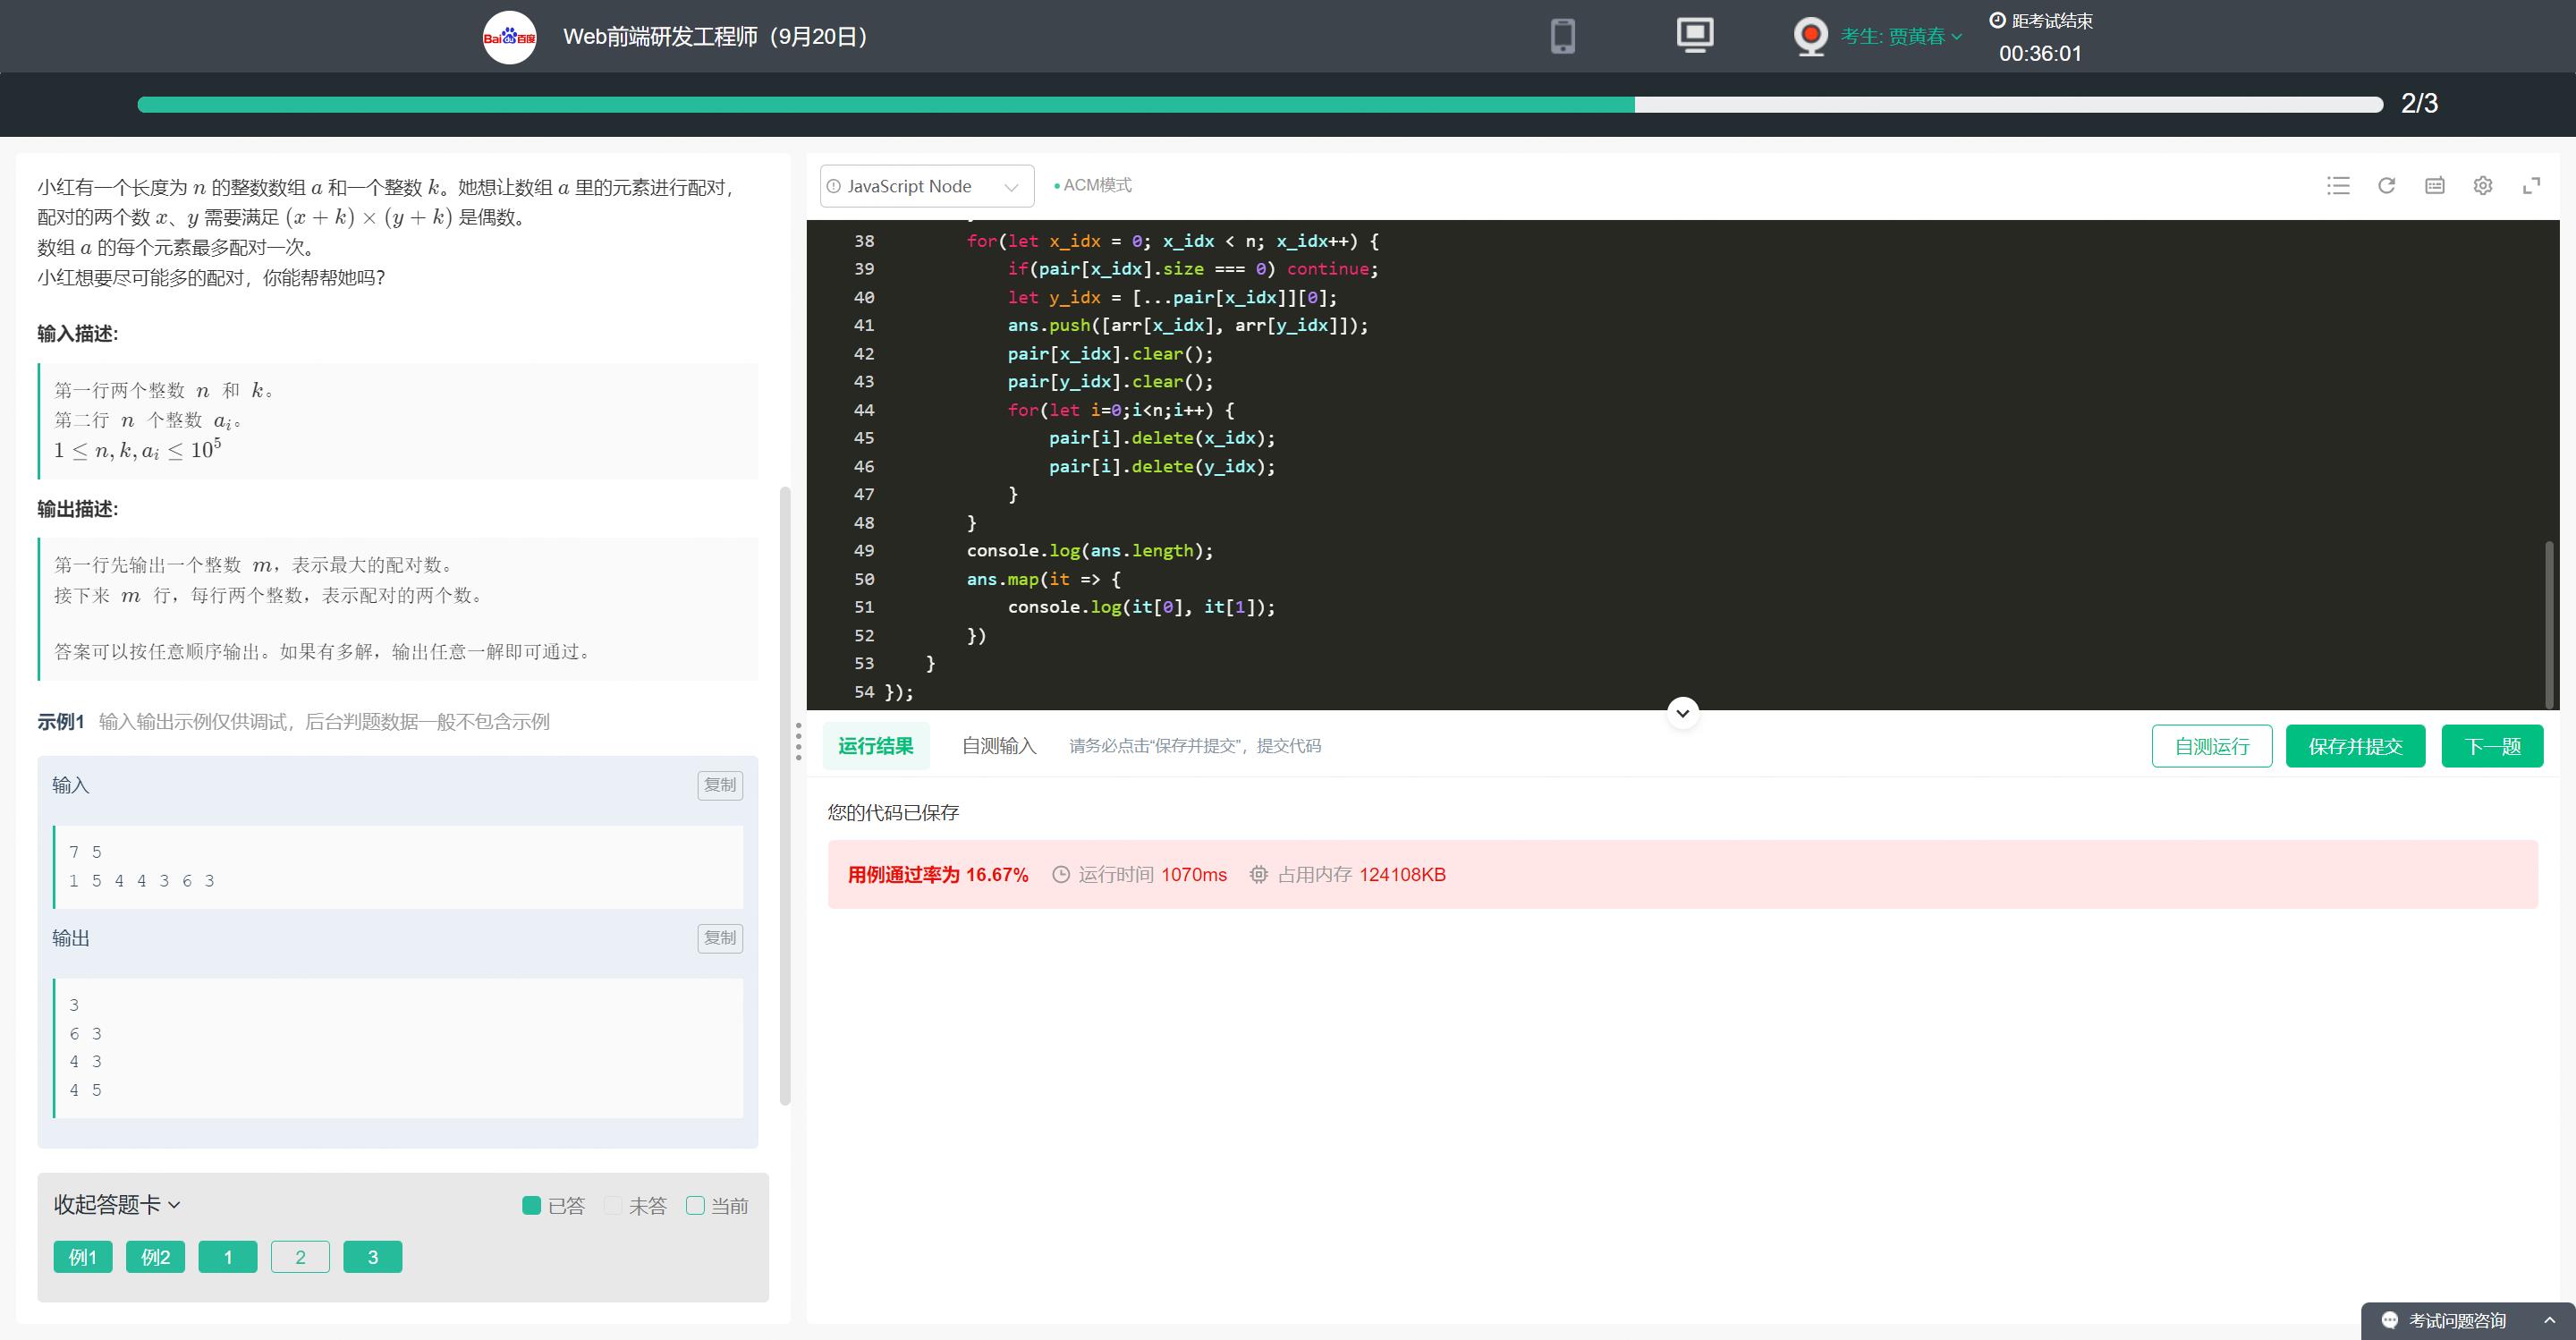 Bai百度
Web前端研发工程师（9月20日）
考生: 贾黄春
距考试结束
00:36:01
2/3
小红有一个长度为 n 的整数数组 a 和一个整数 k。她想让数组 a 里的元素进行配对，
配对的两个数 x、y 需要满足 (x + k) × (y + k) 是偶数。
数组 a 的每个元素最多配对一次。
小红想要尽可能多的配对，你能帮帮她吗？
输入描述:
第一行两个整数 n 和 k。
第二行 n 个整数 aᵢ。
1 ≤ n, k, aᵢ ≤ 10⁵
输出描述:
第一行先输出一个整数 m，表示最大的配对数。
接下来 m 行，每行两个整数，表示配对的两个数。
答案可以按任意顺序输出。如果有多解，输出任意一解即可通过。
示例1 输入输出示例仅供调试，后台判题数据一般不包含示例
输入
复制
7 5
1 5 4 4 3 6 3
输出
复制
3
6 3
4 3
4 5
收起答题卡
已答 未答 当前
例1 例2 1 2 3
JavaScript Node
ACM模式
38 for(let x_idx = 0; x_idx < n; x_idx++) {
39 if(pair[x_idx].size === 0) continue;
40 let y_idx = [...pair[x_idx]][0];
41 ans.push([arr[x_idx], arr[y_idx]]);
42 pair[x_idx].clear();
43 pair[y_idx].clear();
44 for(let i=0;i<n;i++) {
45 pair[i].delete(x_idx);
46 pair[i].delete(y_idx);
47 }
48 }
49 console.log(ans.length);
50 ans.map(it => {
51 console.log(it[0], it[1]);
52 })
53 }
54 });
运行结果 自测输入 请务必点击“保存并提交”，提交代码
自测运行 保存并提交 下一题
您的代码已保存
用例通过率为 16.67% 运行时间 1070ms 占用内存 124108KB
考试问题咨询